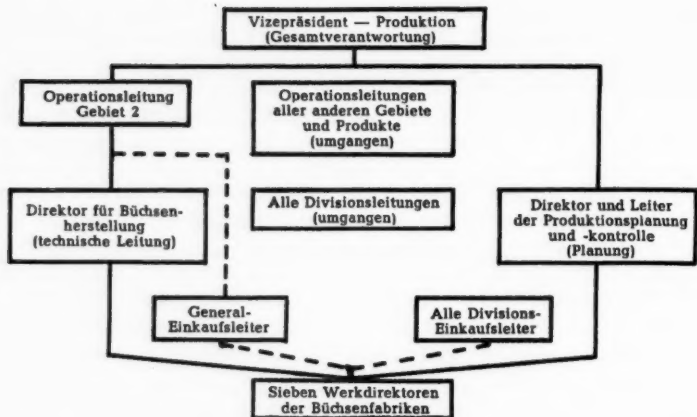 Vizepräsident — Produktion
(Gesamtverantwortung)
Operationsleitung
Gebiet 2
Operationsleitungen
aller anderen Gebiete
und Produkte
(umgangen)
Direktor für Büchsen-
herstellung
(technische Leitung)
Alle Divisionsleitungen
(umgangen)
Direktor und Leiter
der Produktionsplanung
und -kontrolle
(Planung)
General-
Einkaufsleiter
Alle Divisions-
Einkaufsleiter
Sieben Werkdirektoren
der Büchsenfabriken